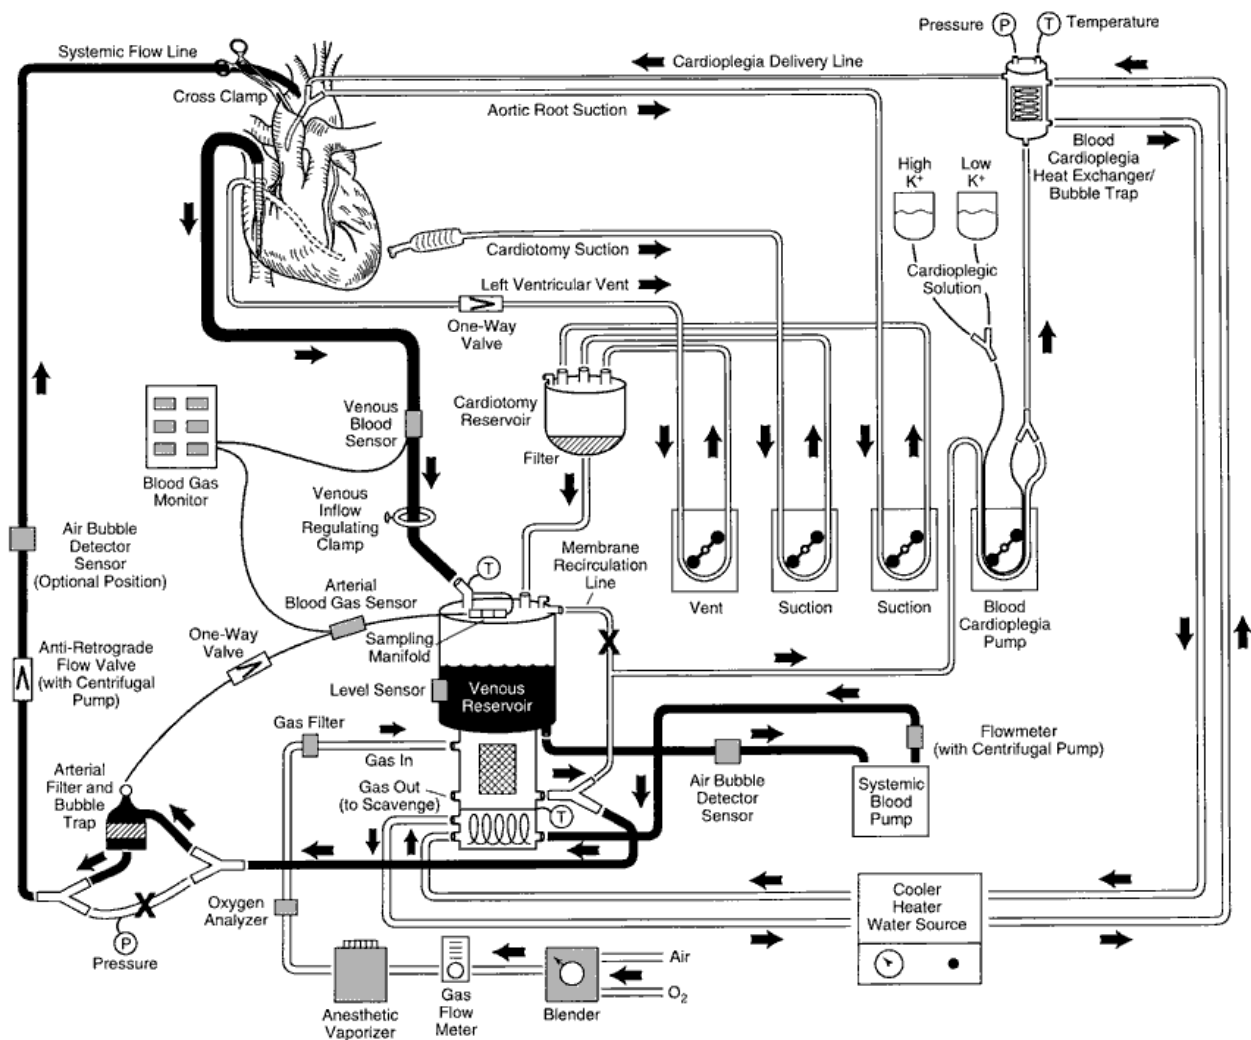 Pressure
P
T
Temperature
Systemic Flow Line
Cardioplegia Delivery Line
Cross Clamp
Aortic Root Suction
Blood
Cardioplegia
Heat Exchanger/
Bubble Trap
High
K+
Low
K+
Cardiotomy Suction
Cardioplegic
Solution
Left Ventricular Vent
One-Way
Valve
Venous
Blood
Sensor
Cardiotomy
Reservoir
Filter
Blood Gas
Monitor
Venous
Inflow
Regulating
Clamp
Air Bubble
Detector
Sensor
(Optional Position)
Membrane
Recirculation
Line
T
Arterial
Blood Gas Sensor
Vent
Suction
Suction
Blood
Cardioplegia
Pump
One-Way
Valve
Sampling
Manifold
X
Anti-Retrograde
Flow Valve
(with Centrifugal
Pump)
Level Sensor
Venous
Reservoir
Gas Filter
Gas In
Flowmeter
(with Centrifugal Pump)
Arterial
Filter and
Bubble
Trap
Gas Out
(to Scavenge)
T
Air Bubble
Detector
Sensor
Systemic
Blood
Pump
X
Oxygen
Analyzer
Cooler
Heater
Water Source
P
Pressure
Air
O2
Anesthetic
Vaporizer
Gas
Flow
Meter
Blender